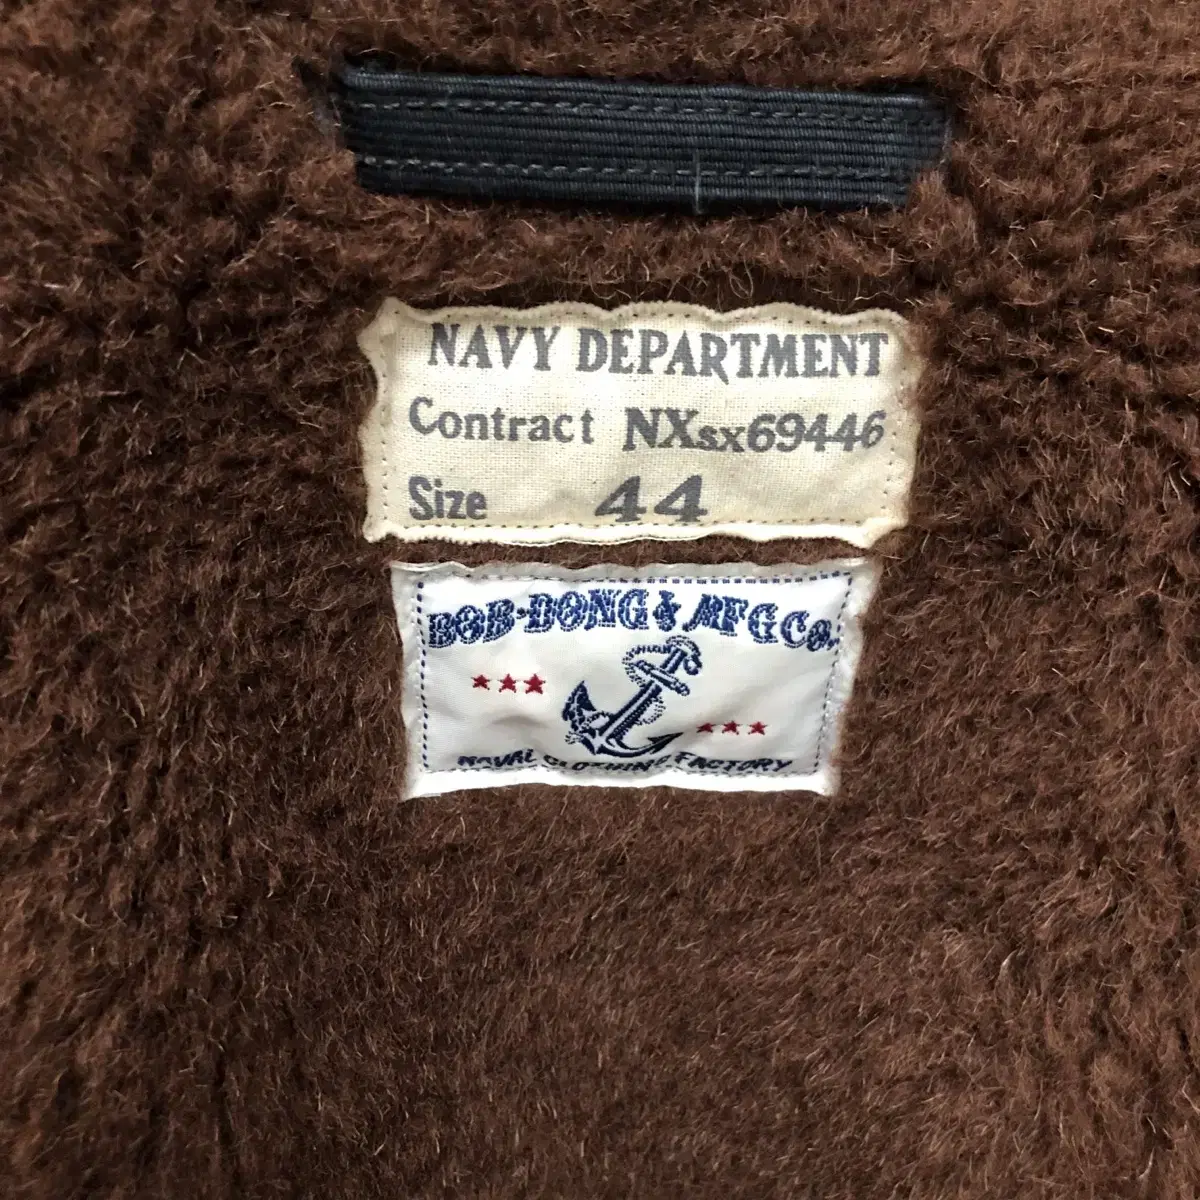 NAVY DEPARTMENT
Contract NXsx69446
Size 44
BOB-DONG & MFG Co.
NAVAL CLOTHING FACTORY